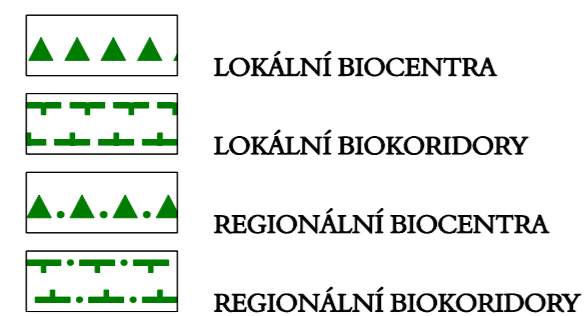 LOKÁLNÍ BIOCENTRA
LOKÁLNÍ BIOKORIDORY
REGIONÁLNÍ BIOCENTRA
REGIONÁLNÍ BIOKORIDORY